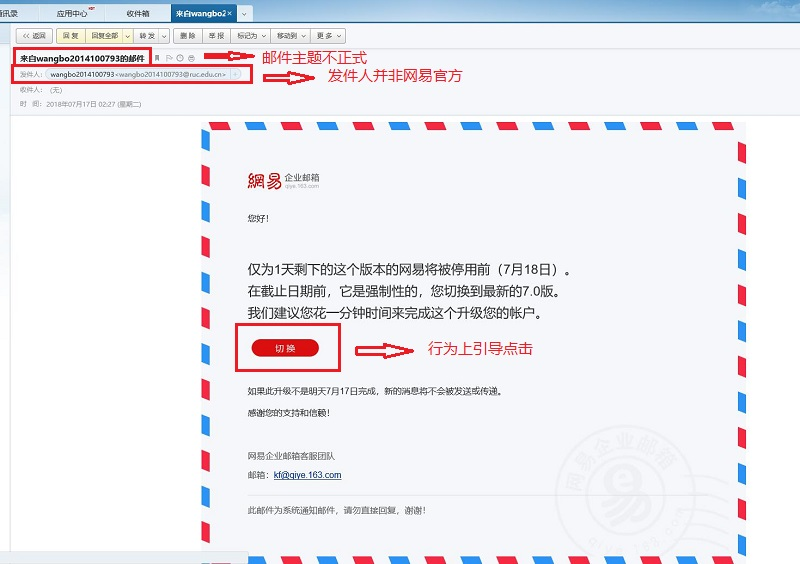 通讯录 应用中心 收件箱 来自wangbo2 ×
<< 返回 回 复 回复全部 转 发 删 除 举 报 标记为 移动到 更 多
来自wangbo2014100793的邮件 邮件主题不正式
发件人: wangbo2014100793<wangbo2014100793@ruc.edu.cn> 发件人并非网易官方
收件人: (无)
时 间: 2018年07月17日 02:27 (星期二)
網易 企业邮箱
qiye.163.com
您好!
仅为1天剩下的这个版本的网易将被停用前（7月18日）。
在截止日期前，它是强制性的，您切换到最新的7.0版。
我们建议您花一分钟时间来完成这个升级您的帐户。
切 换 行为上引导点击
如果此升级不是明天7月17日完成，新的消息将不会被发送或传递。
感谢您的支持和信赖!
网易企业邮箱客服团队
邮箱: kf@qiye.163.com
网易企业邮箱
易
qiye.163.com
此邮件为系统通知邮件，请勿直接回复，谢谢!